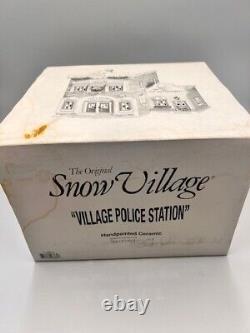 The Original
Snow Village®
"VILLAGE POLICE STATION"
Handpainted Ceramic